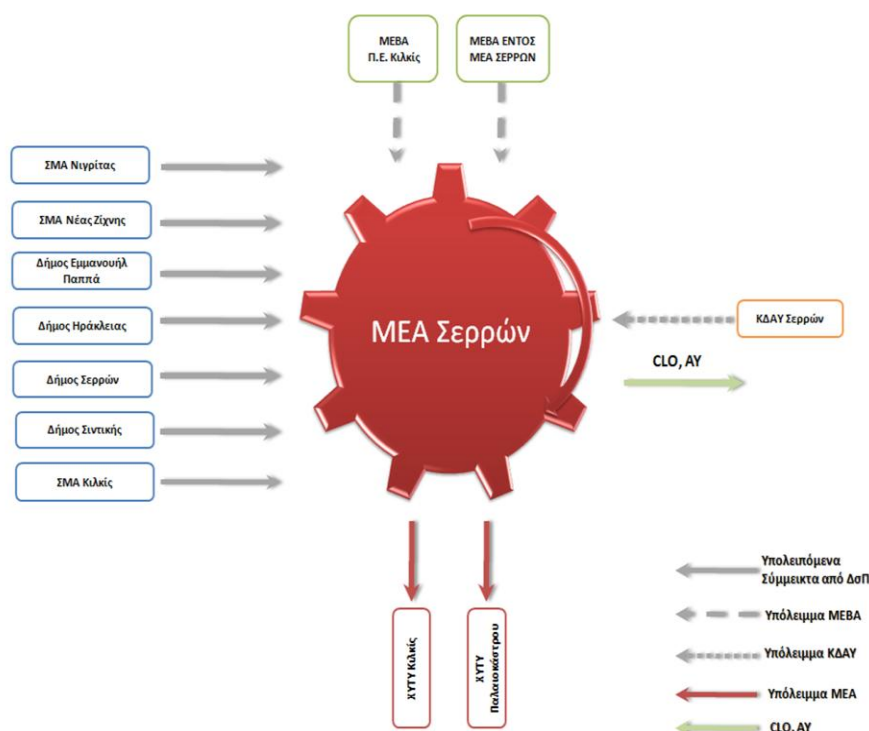 ΜΕΒΑ
Π.Ε. Κιλκίς
ΜΕΒΑ ΕΝΤΟΣ
ΜΕΑ ΣΕΡΡΩΝ
ΣΜΑ Νιγρίτας
ΣΜΑ Νέας Ζίχνης
Δήμος Εμμανουήλ
Παππά
Δήμος Ηράκλειας
Δήμος Σερρών
Δήμος Σιντικής
ΣΜΑ Κιλκίς
ΜΕΑ Σερρών
ΚΔΑΥ Σερρών
CLO, ΑΥ
ΧΥΤΥ Κιλκίς
ΧΥΤΥ
Παλαιοκάστρου
Υπολειπόμενα
Σύμμεικτα από ΔσΠ
Υπόλειμμα ΜΕΒΑ
Υπόλειμμα ΚΔΑΥ
Υπόλειμμα ΜΕΑ
CLO, ΑΥ